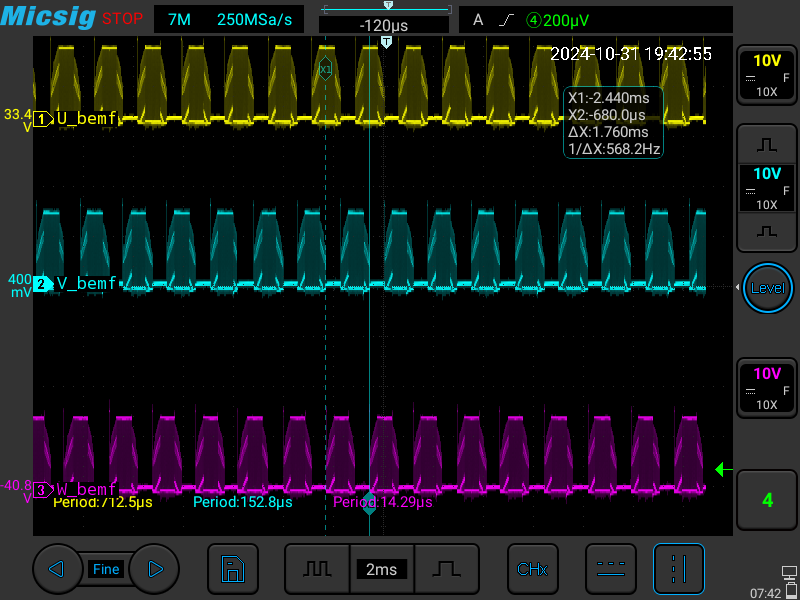 Micsig STOP 7M 250MSa/s -120µs A ④200µV
T
T
2024-10-31 19:42:55
10V
F
10X
X1
X1:-2.440ms
X2:-680.0µs
ΔX:1.760ms
1/ΔX:568.2Hz
33.4
V
1 U_bemf
10V
F
10X
400
mV
2 V_bemf
Level
10V
F
10X
-40.8
V
3 W_bemf
Period:712.5µs Period:152.8µs Period:14.29µs
4
Fine 2ms CHx
07:42